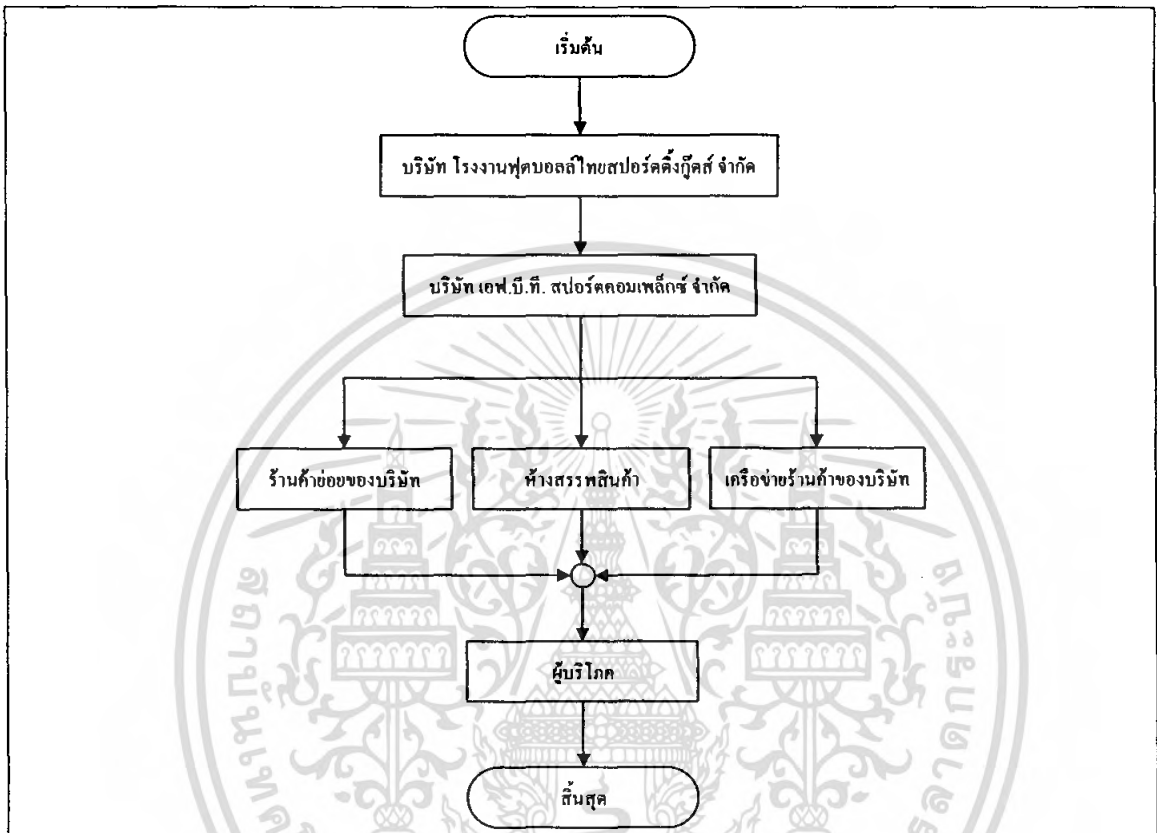 เริ่มต้น
บริษัท โรงงานฟุตบอลล์ไทยสปอร์ตติ้งกู๊ดส์ จำกัด
บริษัท เอฟ.บี.ที. สปอร์ตคอมเพล็กซ์ จำกัด
ร้านค้าย่อยของบริษัท
ห้างสรรพสินค้า
เครือข่ายร้านค้าของบริษัท
ผู้บริโภค
สิ้นสุด